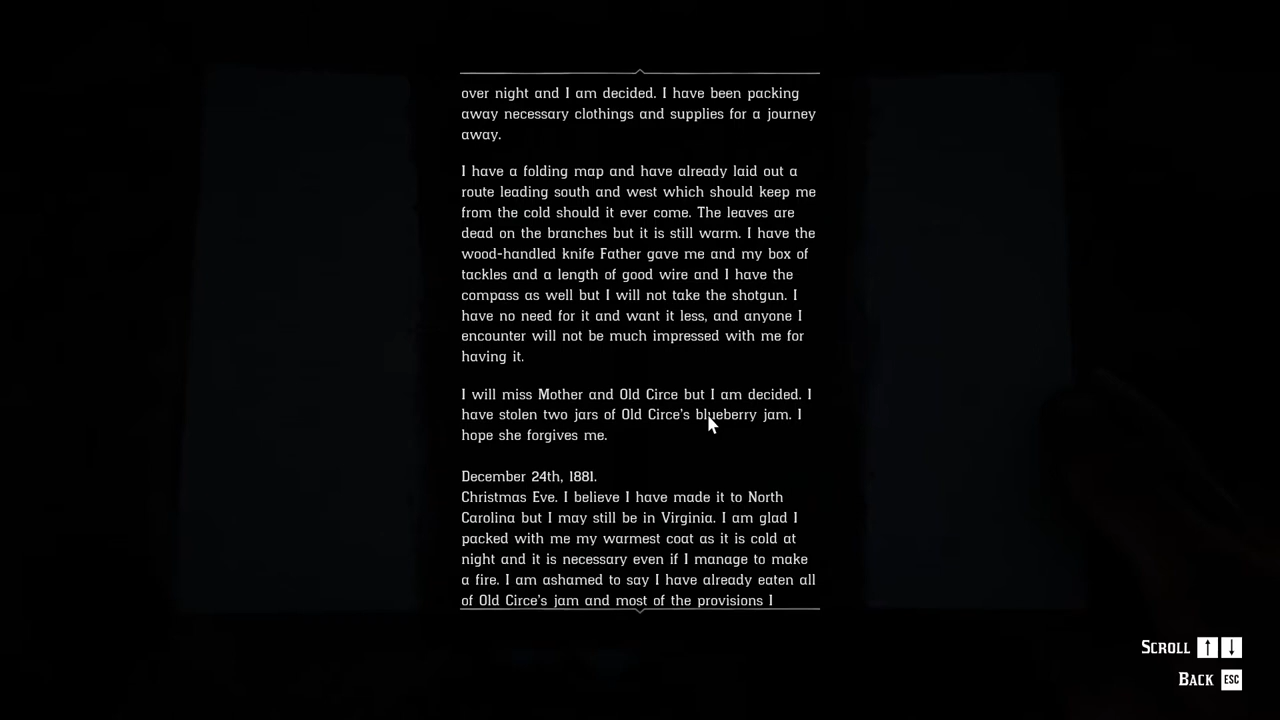 over night and I am decided. I have been packing
away necessary clothings and supplies for a journey
away.
I have a folding map and have already laid out a
route leading south and west which should keep me
from the cold should it ever come. The leaves are
dead on the branches but it is still warm. I have the
wood-handled knife Father gave me and my box of
tackles and a length of good wire and I have the
compass as well but I will not take the shotgun. I
have no need for it and want it less, and anyone I
encounter will not be much impressed with me for
having it.
I will miss Mother and Old Circe but I am decided. I
have stolen two jars of Old Circe's blueberry jam. I
hope she forgives me.
December 24th, 1881.
Christmas Eve. I believe I have made it to North
Carolina but I may still be in Virginia. I am glad I
packed with me my warmest coat as it is cold at
night and it is necessary even if I manage to make
a fire. I am ashamed to say I have already eaten all
of Old Circe's jam and most of the provisions I
Scroll ↑ ↓
Back ESC